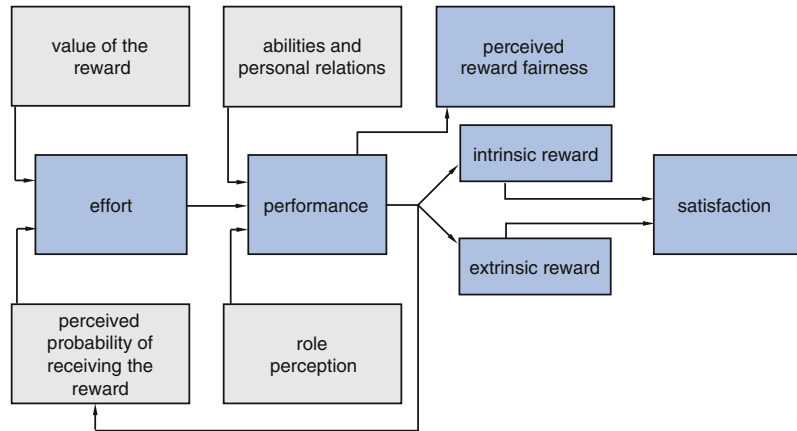 value of the
reward
abilities and
personal relations
perceived
reward fairness
effort
performance
intrinsic reward
extrinsic reward
satisfaction
perceived
probability of
receiving the
reward
role
perception